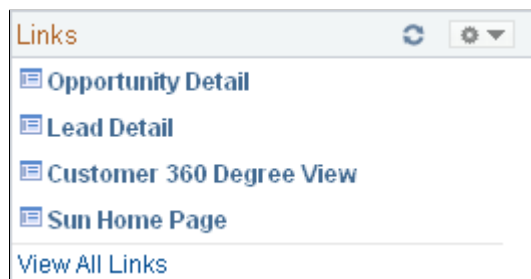 Links
Opportunity Detail
Lead Detail
Customer 360 Degree View
Sun Home Page
View All Links